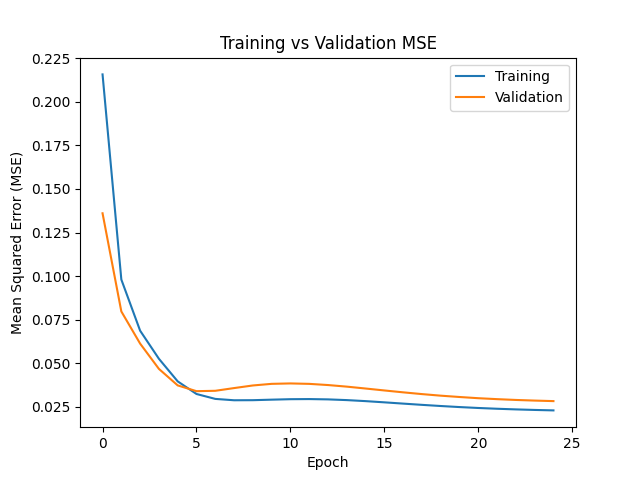 Training vs Validation MSE
Training
Validation
Mean Squared Error (MSE)
0.225
0.200
0.175
0.150
0.125
0.100
0.075
0.050
0.025
0 5 10 15 20 25
Epoch